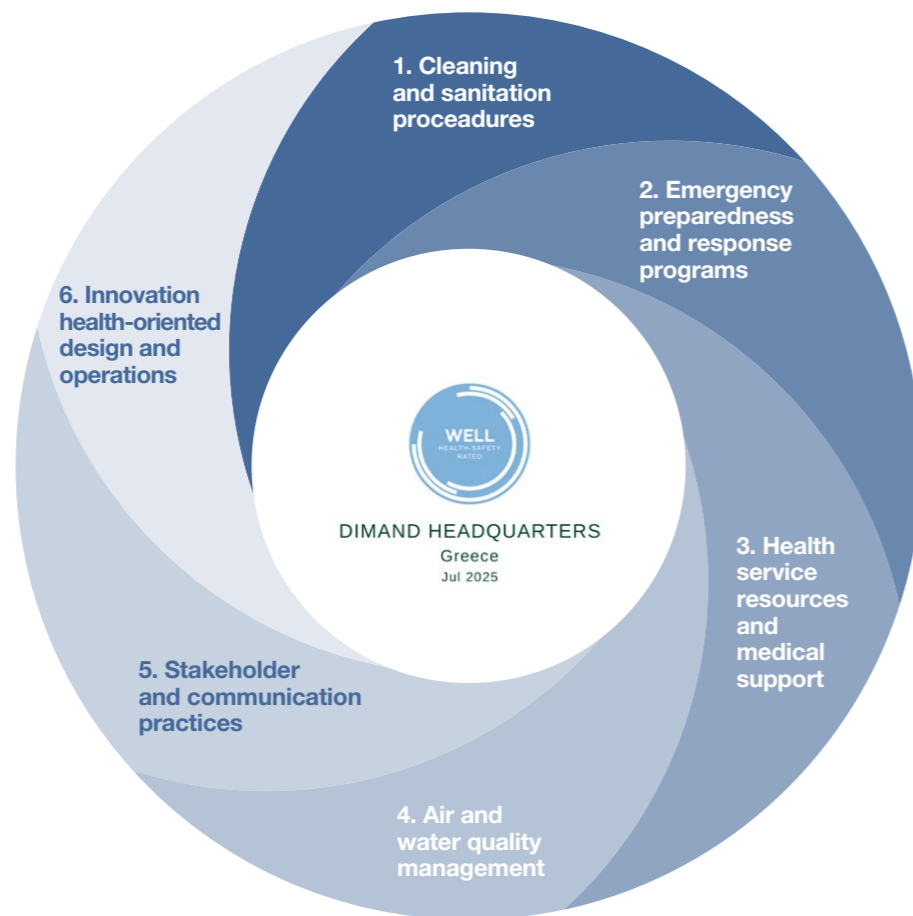 1. Cleaning
and sanitation
proceadures
2. Emergency
preparedness
and response
programs
3. Health
service
resources
and
medical
support
4. Air and
water quality
management
5. Stakeholder
and communication
practices
6. Innovation
health-oriented
design and
operations
WELL
HEALTH-SAFETY
RATED
DIMAND HEADQUARTERS
Greece
Jul 2025